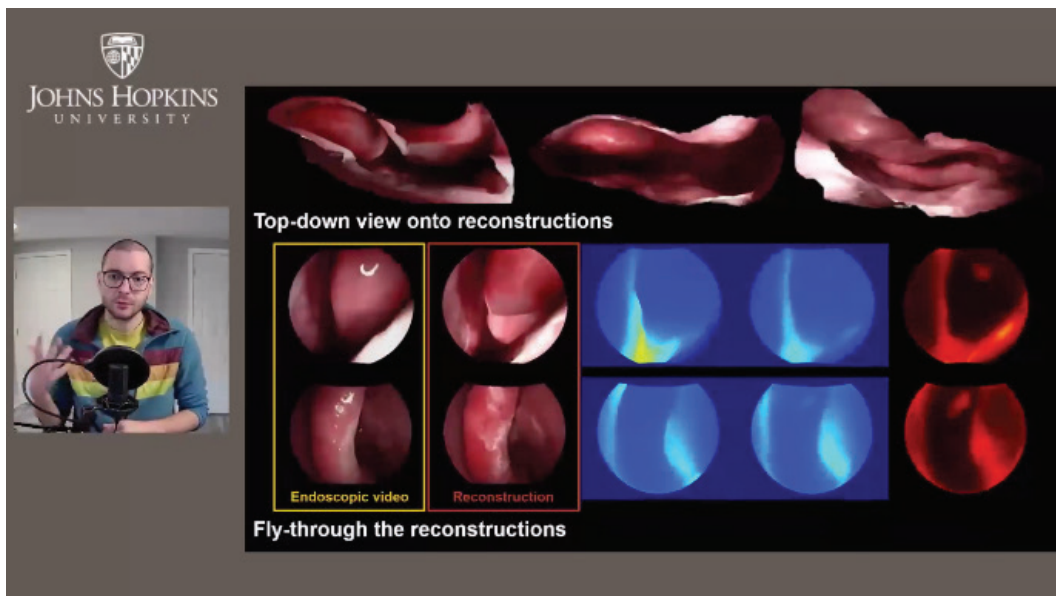 JOHNS HOPKINS
UNIVERSITY
Top-down view onto reconstructions
Endoscopic video
Reconstruction
Fly-through the reconstructions